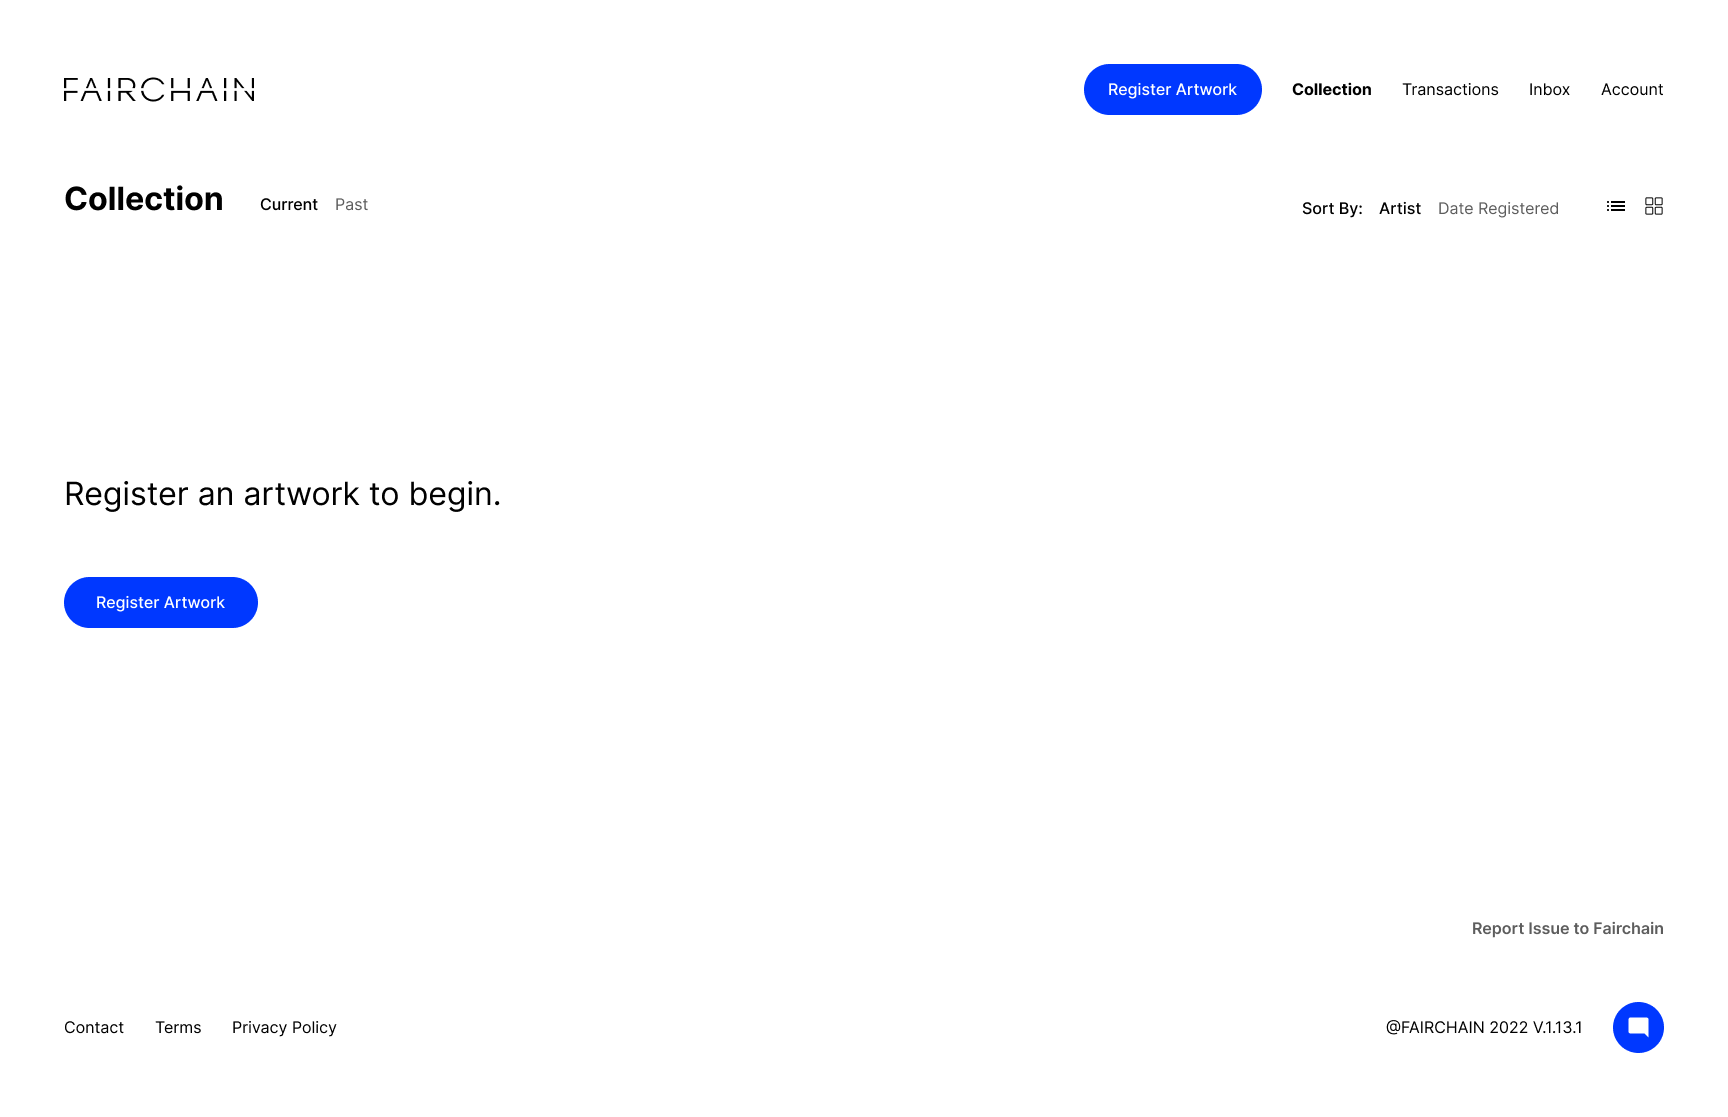 FAIRCHAIN
Register Artwork Collection Transactions Inbox Account
Collection Current Past
Sort By: Artist Date Registered
Register an artwork to begin.
Register Artwork
Report Issue to Fairchain
Contact Terms Privacy Policy
@FAIRCHAIN 2022 V.1.13.1